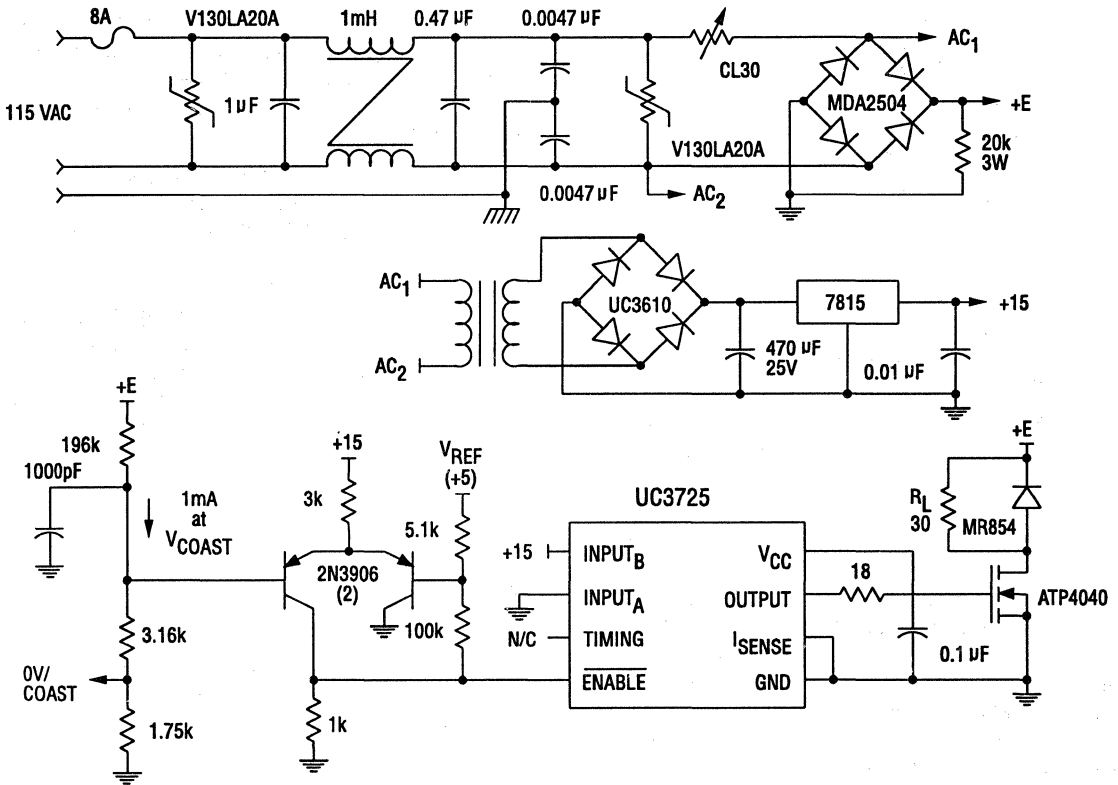 8A
V130LA20A
1mH
0.47 µF
0.0047 µF
AC1
CL30
115 VAC
1 µF
MDA2504
+E
20k
3W
V130LA20A
0.0047 µF
AC2
AC1
UC3610
7815
+15
470 µF
25V
0.01 µF
AC2
+E
196k
1000pF
1mA
at
VCOAST
+15
3k
VREF
(+5)
5.1k
2N3906
(2)
100k
3.16k
0V/
COAST
1.75k
1k
UC3725
+15
INPUTB
INPUTA
N/C
TIMING
ENABLE
VCC
OUTPUT
ISENSE
GND
18
0.1 µF
+E
RL
30
MR854
ATP4040